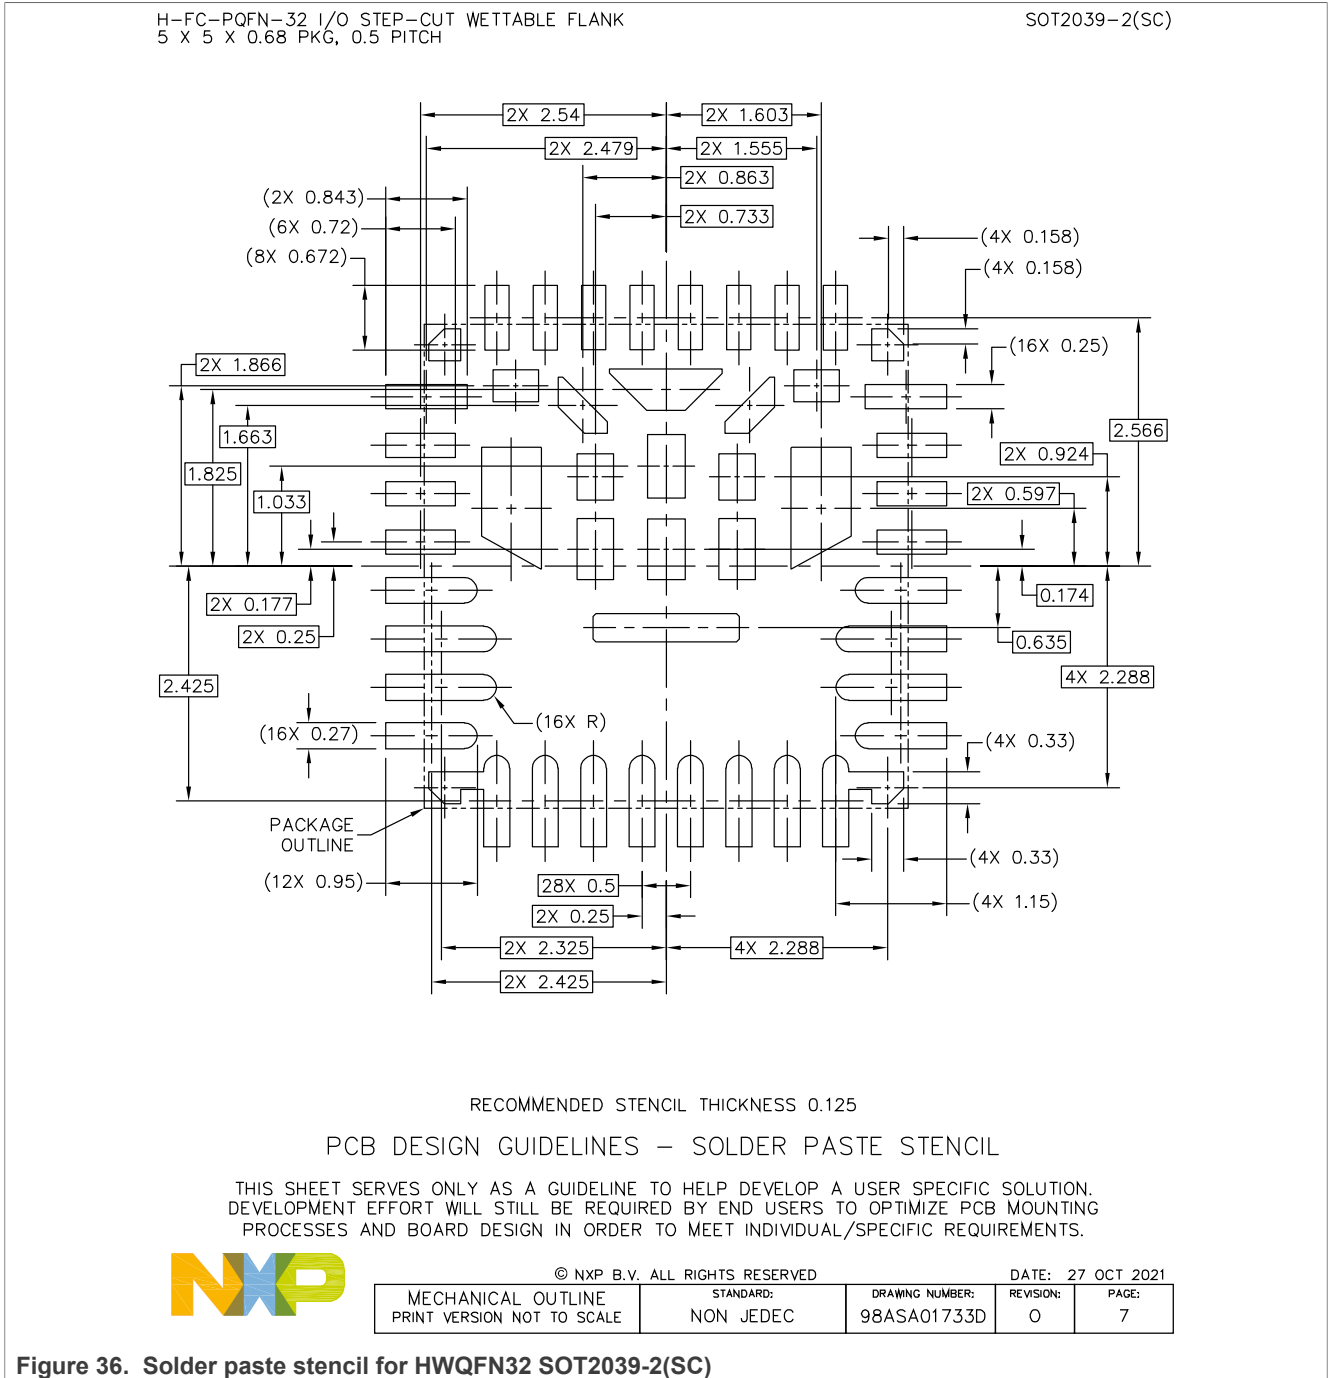 H-FC-PQFN-32 I/O STEP-CUT WETTABLE FLANK
5 X 5 X 0.68 PKG, 0.5 PITCH
SOT2039-2(SC)
2X 2.54
2X 1.603
2X 2.479
2X 1.555
2X 0.863
(2X 0.843)
2X 0.733
(6X 0.72)
(4X 0.158)
(8X 0.672)
(4X 0.158)
(16X 0.25)
2X 1.866
2.566
1.663
2X 0.924
1.825
2X 0.597
1.033
0.174
2X 0.177
2X 0.25
0.635
2.425
4X 2.288
(16X R)
(16X 0.27)
(4X 0.33)
PACKAGE
OUTLINE
(4X 0.33)
(12X 0.95)
28X 0.5
(4X 1.15)
2X 0.25
2X 2.325
4X 2.288
2X 2.425
RECOMMENDED STENCIL THICKNESS 0.125
PCB DESIGN GUIDELINES – SOLDER PASTE STENCIL
THIS SHEET SERVES ONLY AS A GUIDELINE TO HELP DEVELOP A USER SPECIFIC SOLUTION.
DEVELOPMENT EFFORT WILL STILL BE REQUIRED BY END USERS TO OPTIMIZE PCB MOUNTING
PROCESSES AND BOARD DESIGN IN ORDER TO MEET INDIVIDUAL/SPECIFIC REQUIREMENTS.
NXP
© NXP B.V. ALL RIGHTS RESERVED
DATE: 27 OCT 2021
MECHANICAL OUTLINE
PRINT VERSION NOT TO SCALE
STANDARD:
NON JEDEC
DRAWING NUMBER:
98ASA01733D
REVISION:
O
PAGE:
7
Figure 36. Solder paste stencil for HWQFN32 SOT2039-2(SC)